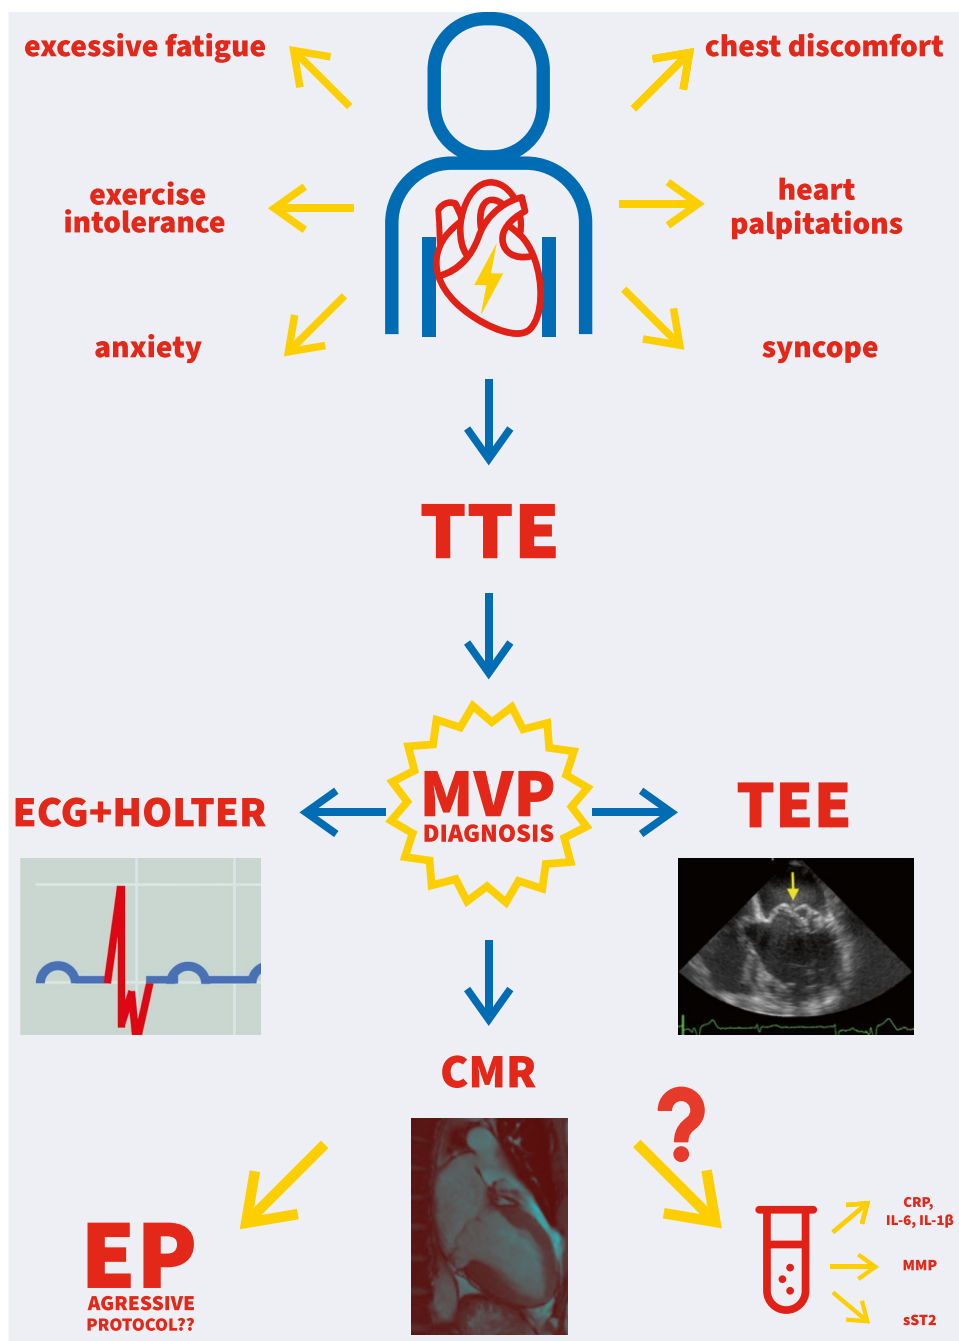 excessive fatigue
chest discomfort
exercise
intolerance
heart
palpitations
anxiety
syncope
TTE
MVP
DIAGNOSIS
ECG+HOLTER
TEE
CMR
?
EP
AGRESSIVE
PROTOCOL??
CRP,
IL-6, IL-1β
MMP
sST2